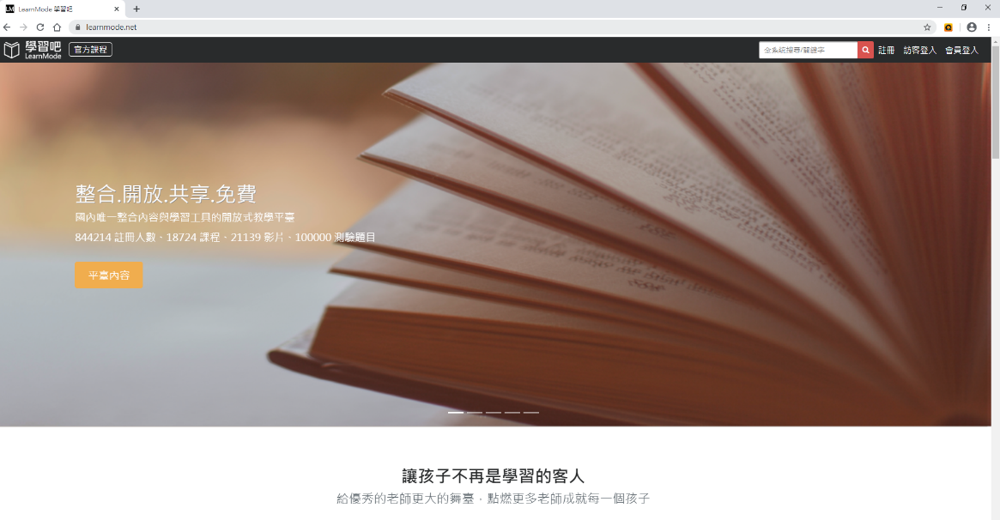 LM LearnMode 學習吧
learnmode.net
學習吧
LearnMode
官方課程
全系統搜尋/關鍵字
註冊 訪客登入 會員登入
整合.開放.共享.免費
國內唯一整合內容與學習工具的開放式教學平臺
844214 註冊人數、18724 課程、21139 影片、100000 測驗題目
平臺內容
讓孩子不再是學習的客人
給優秀的老師更大的舞臺，點燃更多老師成就每一個孩子